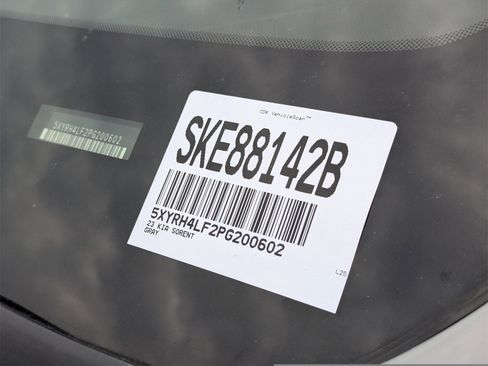 CDK VehicleScan™
SKE88142B
5XYRH4LF2PG200602
23 KIA SORENT
GRAY
L25
5XYRH4LF2PG200602